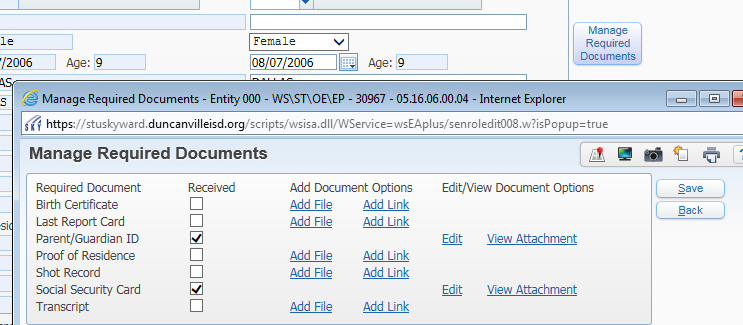 le
Female
Manage
Required
Documents
7/2006 Age: 9
08/07/2006 Age: 9
Manage Required Documents - Entity 000 - WS\ST\OE\EP - 30967 - 05.16.06.00.04 - Internet Explorer
https://stuskyward.duncanvilleisd.org/scripts/wsisa.dll/WService=wsEAplus/senroledit008.w?isPopup=true
Manage Required Documents
Required Document Received Add Document Options Edit/View Document Options
Save
Birth Certificate Add File Add Link
Back
Last Report Card Add File Add Link
Parent/Guardian ID Edit View Attachment
Proof of Residence Add File Add Link
Shot Record Add File Add Link
Social Security Card Edit View Attachment
Transcript Add File Add Link